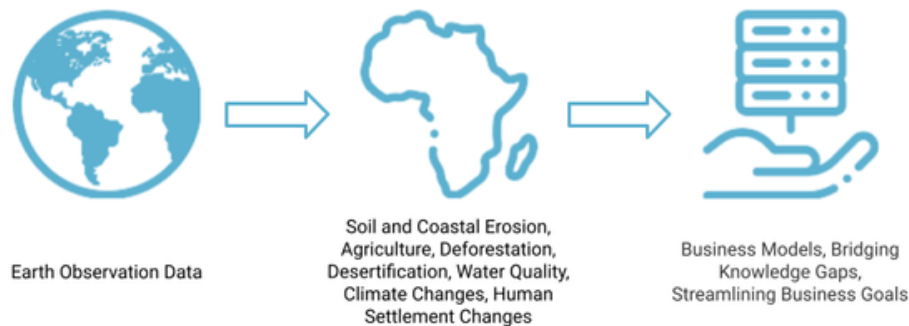 Earth Observation Data
Soil and Coastal Erosion,
Agriculture, Deforestation,
Desertification, Water Quality,
Climate Changes, Human
Settlement Changes
Business Models, Bridging
Knowledge Gaps,
Streamlining Business Goals